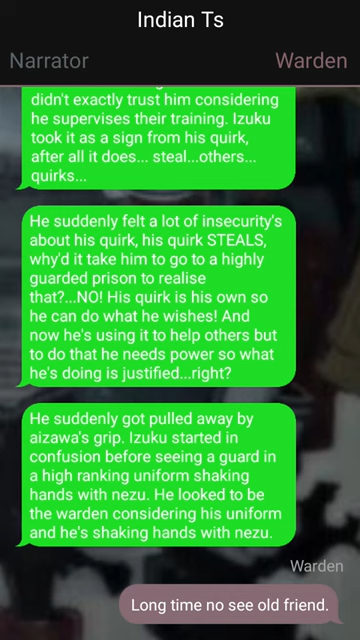 Indian Ts
Narrator
Warden
didn't exactly trust him considering
he supervises their training. Izuku
took it as a sign from his quirk,
after all it does... steal...others...
quirks...
He suddenly felt a lot of insecurity's
about his quirk, his quirk STEALS,
why'd it take him to go to a highly
guarded prison to realise
that?...NO! His quirk is his own so
he can do what he wishes! And
now he's using it to help others but
to do that he needs power so what
he's doing is justified...right?
He suddenly got pulled away by
aizawa's grip. Izuku started in
confusion before seeing a guard in
a high ranking uniform shaking
hands with nezu. He looked to be
the warden considering his uniform
and he's shaking hands with nezu.
Warden
Long time no see old friend.